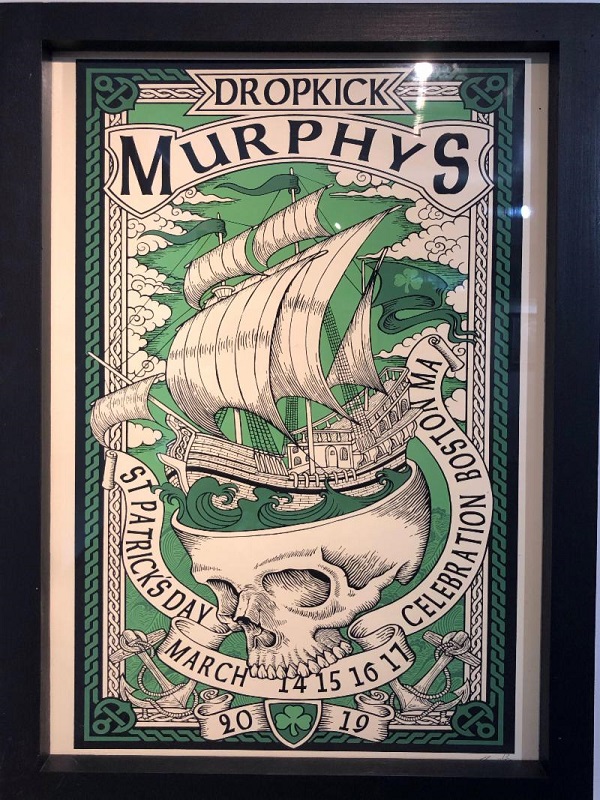 DROPKICK
MURPHYS
ST PATRICK'S DAY
CELEBRATION BOSTON MA
MARCH 14 15 16 17
20 19